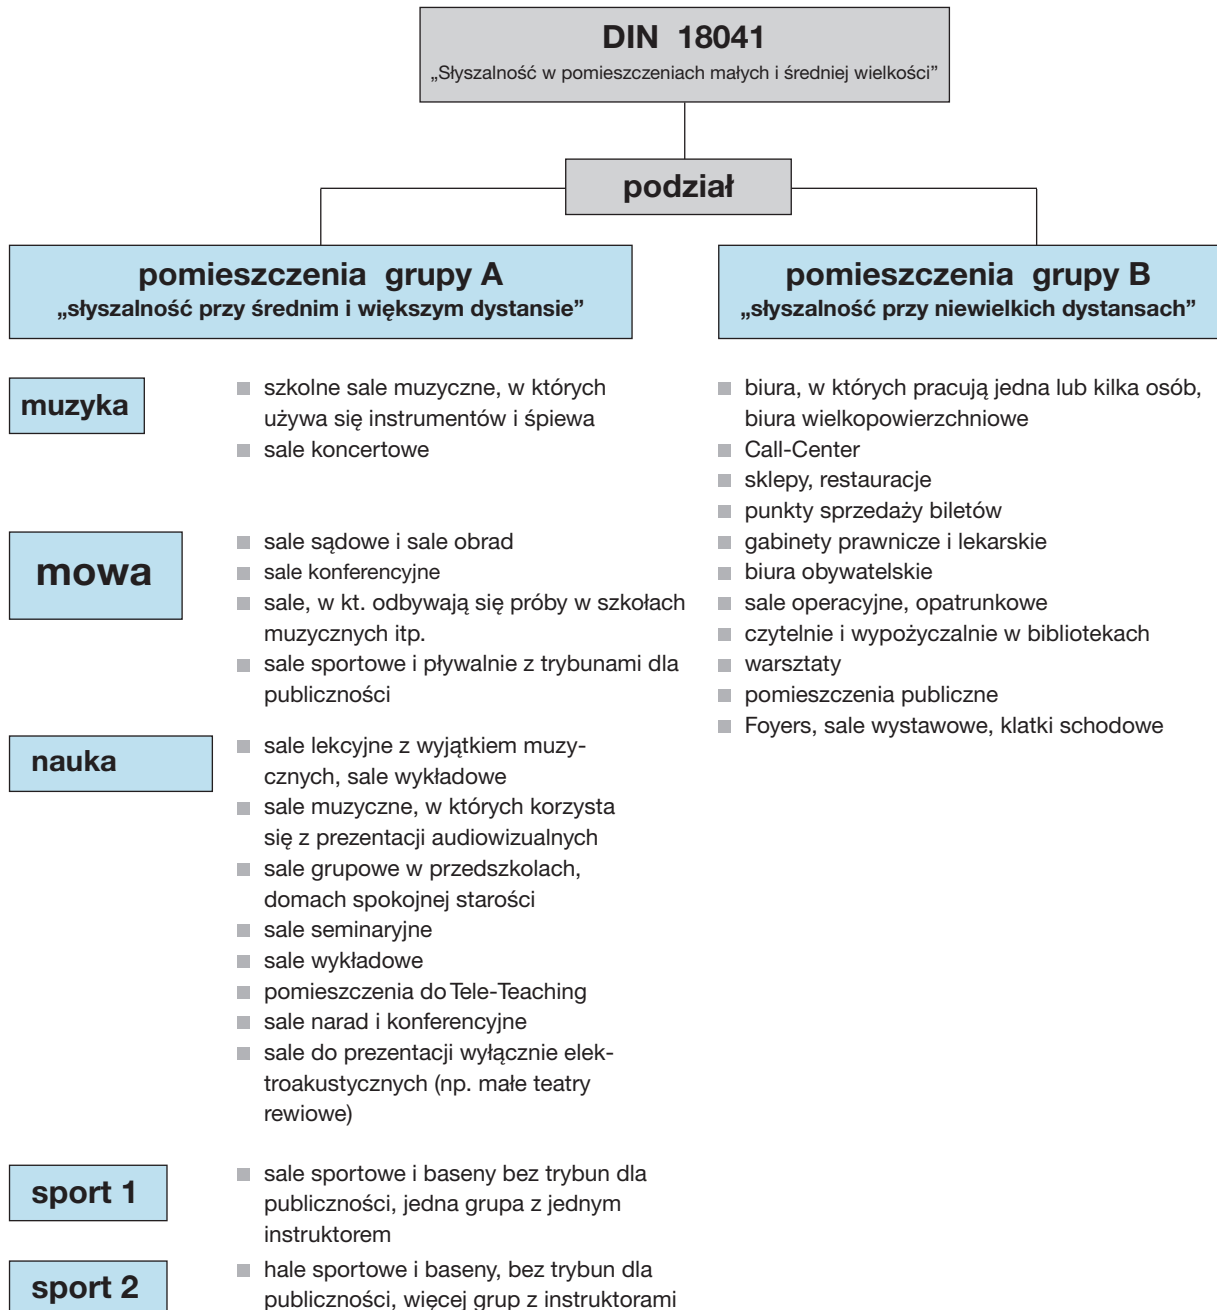 DIN 18041
„Słyszalność w pomieszczeniach małych i średniej wielkości”
podział
pomieszczenia grupy A
„słyszalność przy średnim i większym dystansie”
muzyka
szkolne sale muzyczne, w których
używa się instrumentów i śpiewa
sale koncertowe
mowa
sale sądowe i sale obrad
sale konferencyjne
sale, w kt. odbywają się próby w szkołach
muzycznych itp.
sale sportowe i pływalnie z trybunami dla
publiczności
nauka
sale lekcyjne z wyjątkiem muzy-
cznych, sale wykładowe
sale muzyczne, w których korzysta
się z prezentacji audiowizualnych
sale grupowe w przedszkolach,
domach spokojnej starości
sale seminaryjne
sale wykładowe
pomieszczenia do Tele-Teaching
sale narad i konferencyjne
sale do prezentacji wyłącznie elek-
troakustycznych (np. małe teatry
rewiowe)
sport 1
sale sportowe i baseny bez trybun dla
publiczności, jedna grupa z jednym
instruktorem
sport 2
hale sportowe i baseny, bez trybun dla
publiczności, więcej grup z instruktorami
pomieszczenia grupy B
„słyszalność przy niewielkich dystansach”
biura, w których pracują jedna lub kilka osób,
biura wielkopowierzchniowe
Call-Center
sklepy, restauracje
punkty sprzedaży biletów
gabinety prawnicze i lekarskie
biura obywatelskie
sale operacyjne, opatrunkowe
czytelnie i wypożyczalnie w bibliotekach
warsztaty
pomieszczenia publiczne
Foyers, sale wystawowe, klatki schodowe